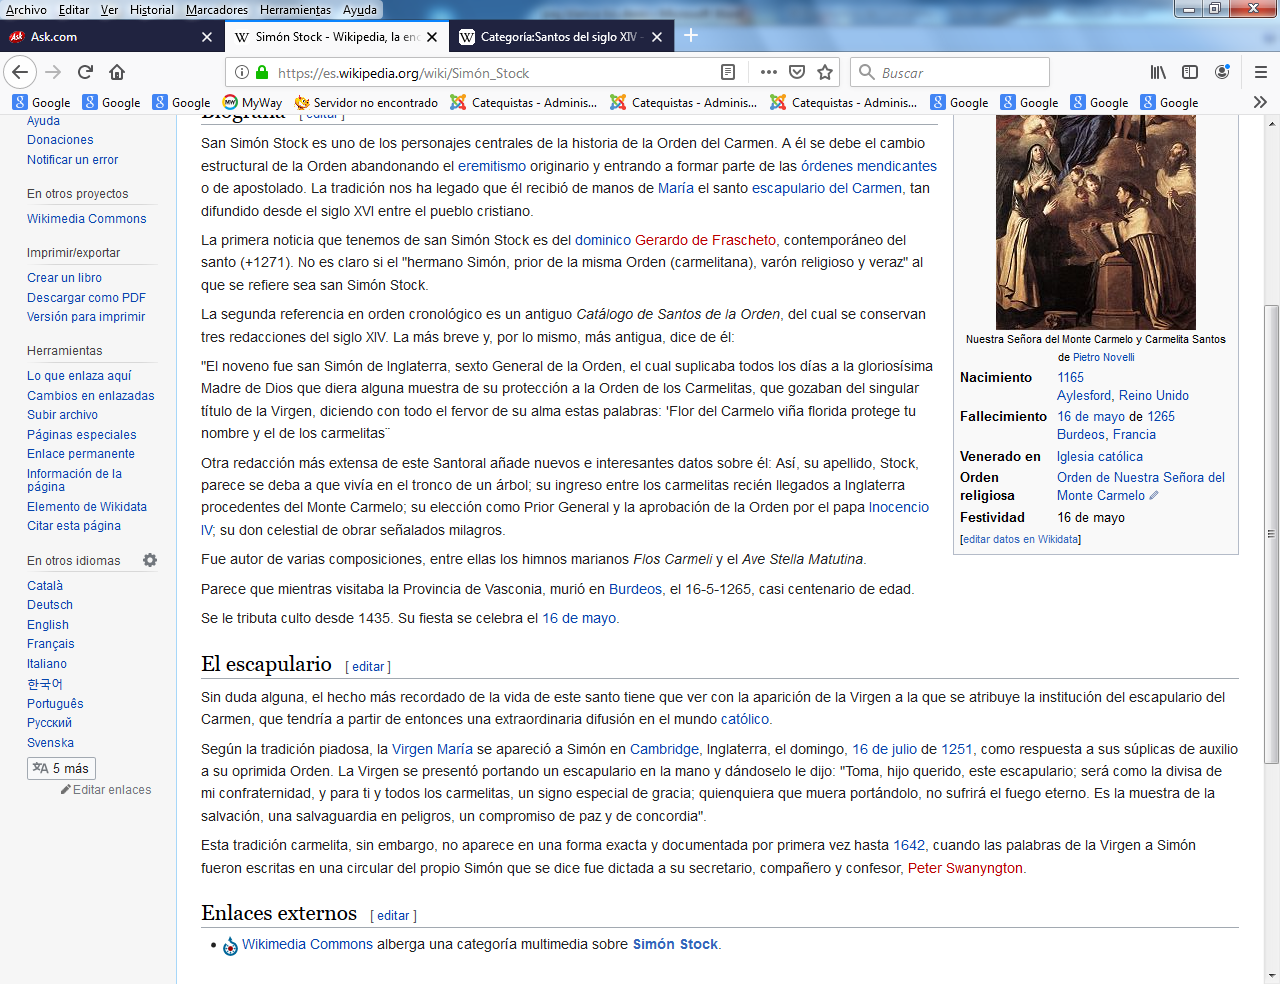 Archivo Editar Ver Historial Marcadores Herramientas Ayuda
Ask.com
Simón Stock - Wikipedia, la enc
Categoría:Santos del siglo XIV -
https://es.wikipedia.org/wiki/Simón_Stock
Buscar
Google Google Google MyWay Servidor no encontrado Catequistas - Adminis... Catequistas - Adminis... Catequistas - Adminis... Google Google Google Google
Ayuda
Donaciones
Notificar un error
En otros proyectos
Wikimedia Commons
Imprimir/exportar
Crear un libro
Descargar como PDF
Versión para imprimir
Herramientas
Lo que enlaza aquí
Cambios en enlazadas
Subir archivo
Páginas especiales
Enlace permanente
Información de la
página
Elemento de Wikidata
Citar esta página
En otros idiomas
Català
Deutsch
English
Français
Italiano
한국어
Português
Русский
Svenska
5 más
Editar enlaces
Biografía [ editar ]
San Simón Stock es uno de los personajes centrales de la historia de la Orden del Carmen. A él se debe el cambio
estructural de la Orden abandonando el eremitismo originario y entrando a formar parte de las órdenes mendicantes
o de apostolado. La tradición nos ha legado que él recibió de manos de María el santo escapulario del Carmen, tan
difundido desde el siglo XVI entre el pueblo cristiano.
La primera noticia que tenemos de san Simón Stock es del dominico Gerardo de Frascheto, contemporáneo del
santo (+1271). No es claro si el "hermano Simón, prior de la misma Orden (carmelitana), varón religioso y veraz" al
que se refiere sea san Simón Stock.
La segunda referencia en orden cronológico es un antiguo Catálogo de Santos de la Orden, del cual se conservan
tres redacciones del siglo XIV. La más breve y, por lo mismo, más antigua, dice de él:
"El noveno fue san Simón de Inglaterra, sexto General de la Orden, el cual suplicaba todos los días a la gloriosísima
Madre de Dios que diera alguna muestra de su protección a la Orden de los Carmelitas, que gozaban del singular
título de la Virgen, diciendo con todo el fervor de su alma estas palabras: 'Flor del Carmelo viña florida protege tu
nombre y el de los carmelitas¨
Otra redacción más extensa de este Santoral añade nuevos e interesantes datos sobre él: Así, su apellido, Stock,
parece se deba a que vivía en el tronco de un árbol; su ingreso entre los carmelitas recién llegados a Inglaterra
procedentes del Monte Carmelo; su elección como Prior General y la aprobación de la Orden por el papa Inocencio
IV; su don celestial de obrar señalados milagros.
Fue autor de varias composiciones, entre ellas los himnos marianos Flos Carmeli y el Ave Stella Matutina.
Parece que mientras visitaba la Provincia de Vasconia, murió en Burdeos, el 16-5-1265, casi centenario de edad.
Se le tributa culto desde 1435. Su fiesta se celebra el 16 de mayo.
Nuestra Señora del Monte Carmelo y Carmelita Santos
de Pietro Novelli
Nacimiento 1165
Aylesford, Reino Unido
Fallecimiento 16 de mayo de 1265
Burdeos, Francia
Venerado en Iglesia católica
Orden Orden de Nuestra Señora del
religiosa Monte Carmelo
Festividad 16 de mayo
[editar datos en Wikidata]
El escapulario [ editar ]
Sin duda alguna, el hecho más recordado de la vida de este santo tiene que ver con la aparición de la Virgen a la que se atribuye la institución del escapulario del
Carmen, que tendría a partir de entonces una extraordinaria difusión en el mundo católico.
Según la tradición piadosa, la Virgen María se apareció a Simón en Cambridge, Inglaterra, el domingo, 16 de julio de 1251, como respuesta a sus súplicas de auxilio
a su oprimida Orden. La Virgen se presentó portando un escapulario en la mano y dándoselo le dijo: "Toma, hijo querido, este escapulario; será como la divisa de
mi confraternidad, y para ti y todos los carmelitas, un signo especial de gracia; quienquiera que muera portándolo, no sufrirá el fuego eterno. Es la muestra de la
salvación, una salvaguardia en peligros, un compromiso de paz y de concordia".
Esta tradición carmelita, sin embargo, no aparece en una forma exacta y documentada por primera vez hasta 1642, cuando las palabras de la Virgen a Simón
fueron escritas en una circular del propio Simón que se dice fue dictada a su secretario, compañero y confesor, Peter Swanyngton.
Enlaces externos [ editar ]
Wikimedia Commons alberga una categoría multimedia sobre Simón Stock.